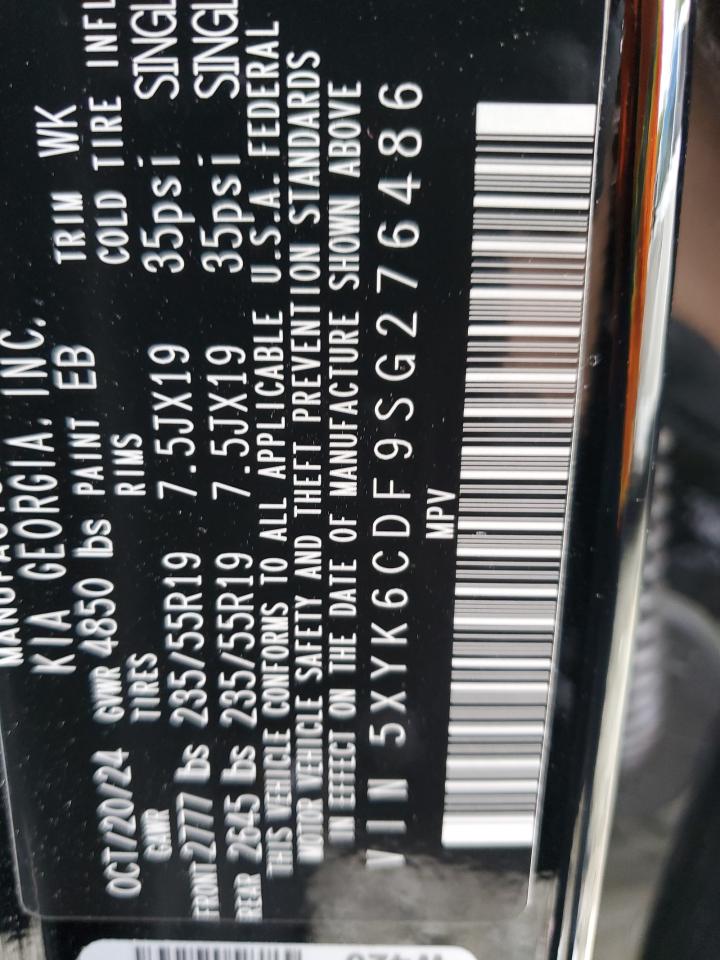 KIA GEORGIA, INC.
OCT/20/24 GVWR 4850 lbs PAINT EB TRIM WK
GAWR TIRES RIMS COLD TIRE INFL
FRONT 2777 lbs 235/55R19 7.5JX19 35psi SINGL
REAR 2645 lbs 235/55R19 7.5JX19 35psi SINGL
THIS VEHICLE CONFORMS TO ALL APPLICABLE U.S.A. FEDERAL
MOTOR VEHICLE SAFETY AND THEFT PREVENTION STANDARDS
IN EFFECT ON THE DATE OF MANUFACTURE SHOWN ABOVE
VIN 5XYK6CDF9SG276486
MPV